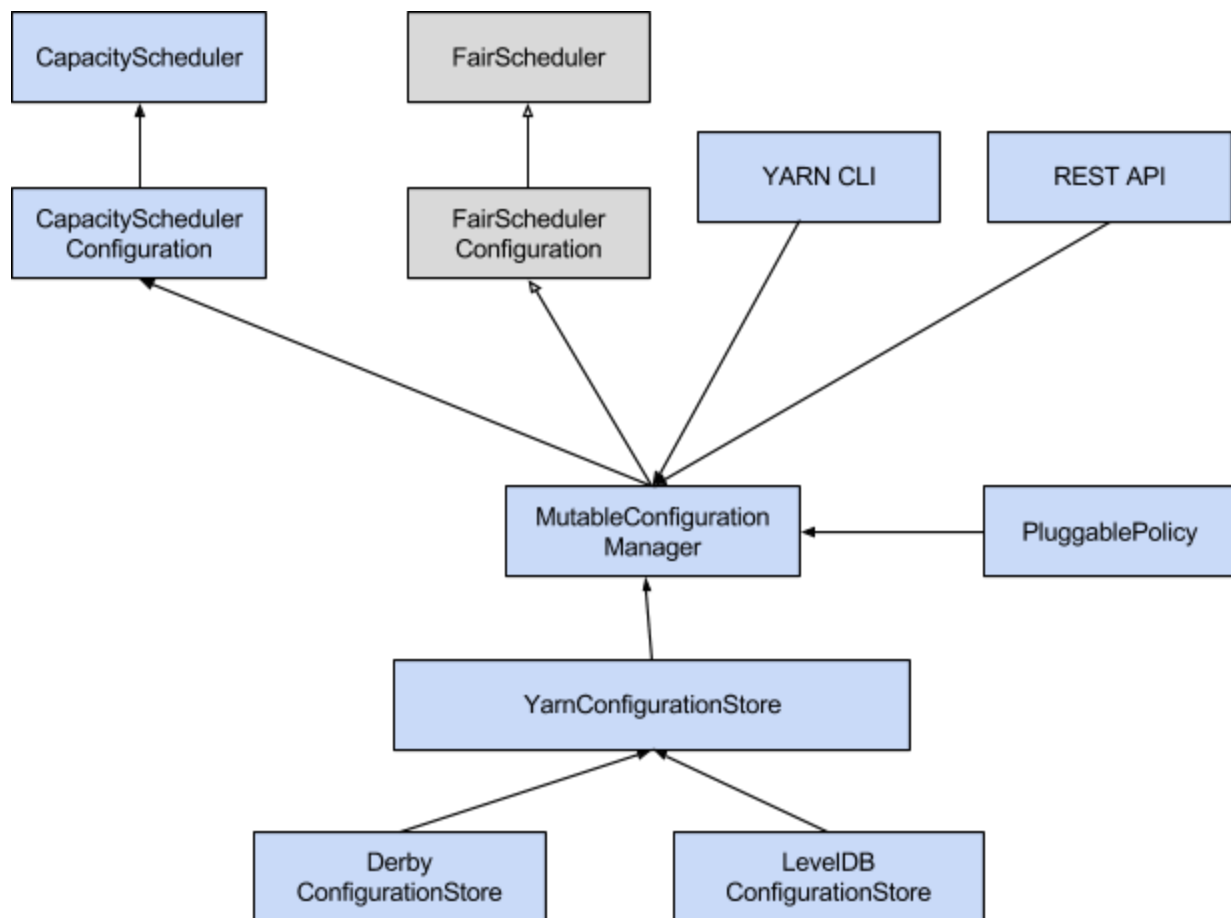 CapacityScheduler
FairScheduler
YARN CLI
REST API
CapacityScheduler
Configuration
FairScheduler
Configuration
MutableConfiguration
Manager
PluggablePolicy
YarnConfigurationStore
Derby
ConfigurationStore
LevelDB
ConfigurationStore